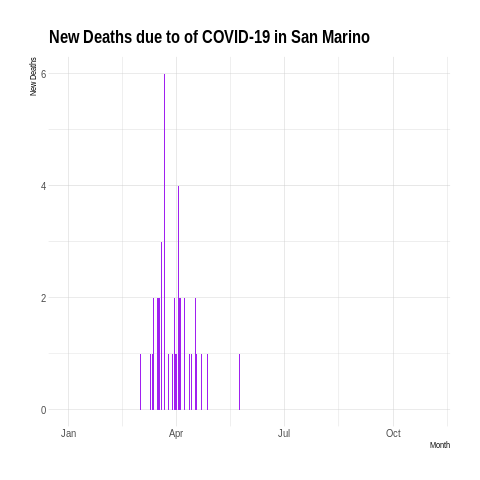 New Deaths due to of COVID-19 in San Marino
New Deaths
6
4
2
0
Jan Apr Jul Oct
Month